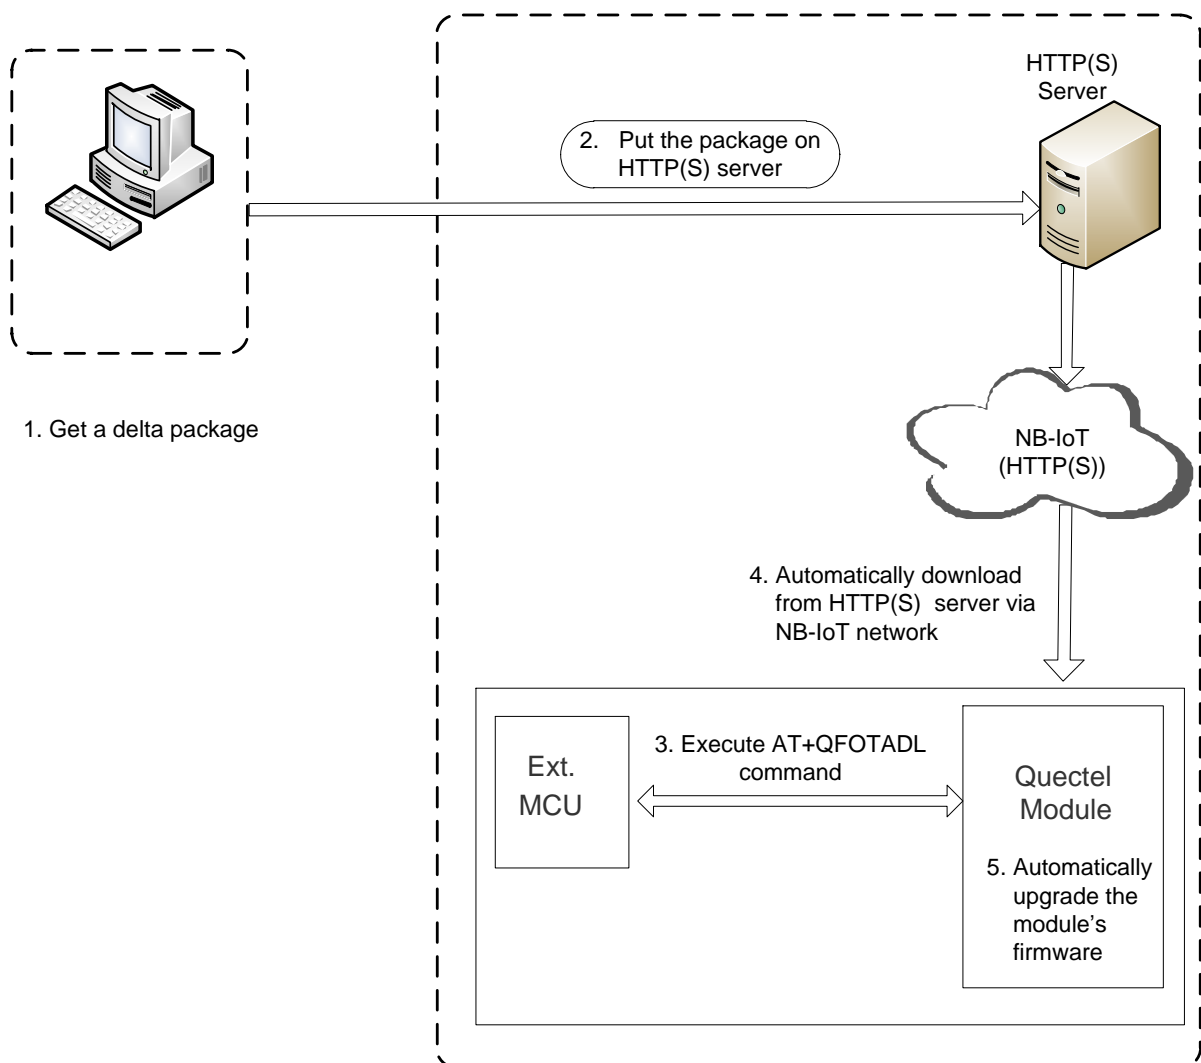 HTTP(S)
Server
2. Put the package on
HTTP(S) server
1. Get a delta package
NB-IoT
(HTTP(S))
4. Automatically download
from HTTP(S) server via
NB-IoT network
3. Execute AT+QFOTADL
command
Ext.
MCU
Quectel
Module
5. Automatically
upgrade the
module’s
firmware